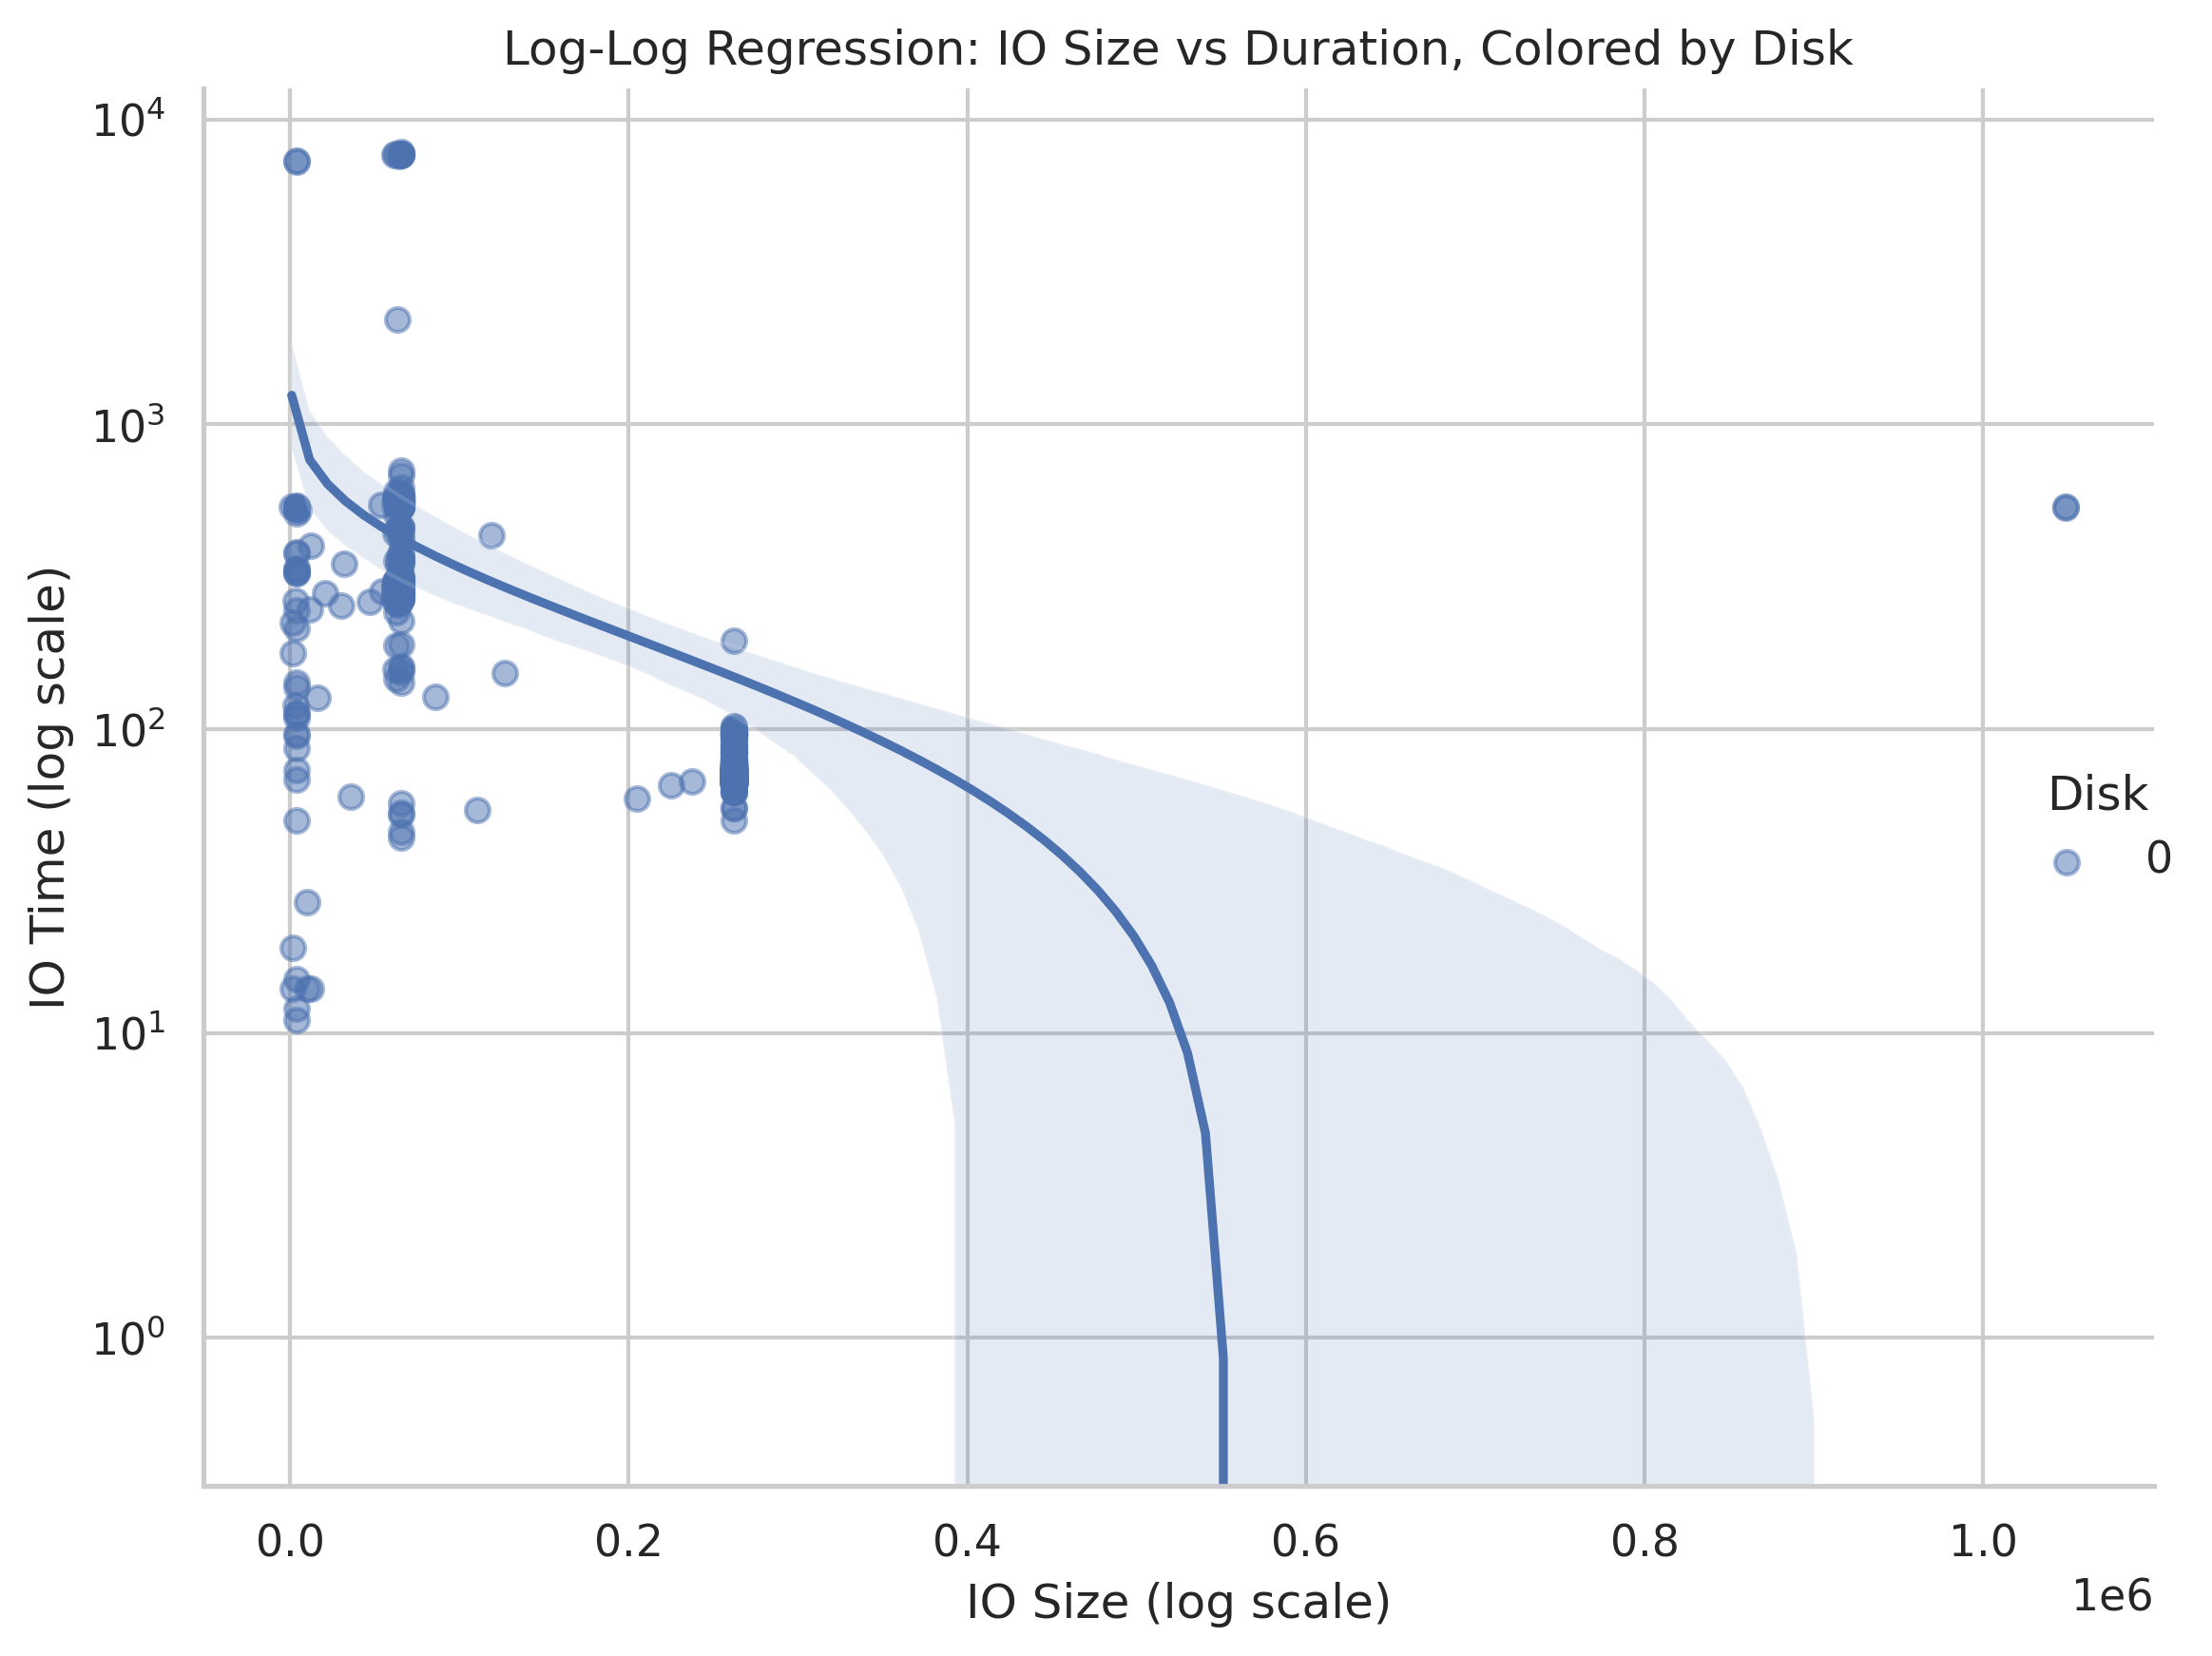 Log-Log Regression: IO Size vs Duration, Colored by Disk
IO Time (log scale)
10⁴
10³
10²
10¹
10⁰
0.0 0.2 0.4 0.6 0.8 1.0
1e6
IO Size (log scale)
Disk
0